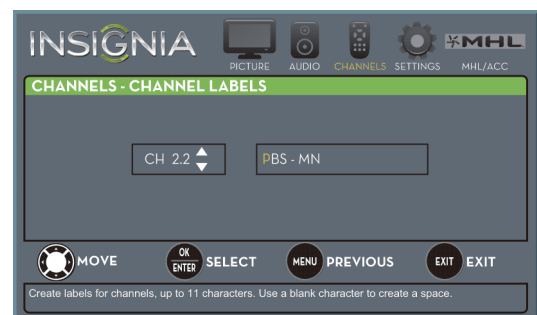 INSIGNIA
MHL
PICTURE AUDIO CHANNELS SETTINGS MHL/ACC
CHANNELS - CHANNEL LABELS
CH 2.2 PBS - MN
MOVE OK ENTER SELECT MENU PREVIOUS EXIT EXIT
Create labels for channels, up to 11 characters. Use a blank character to create a space.